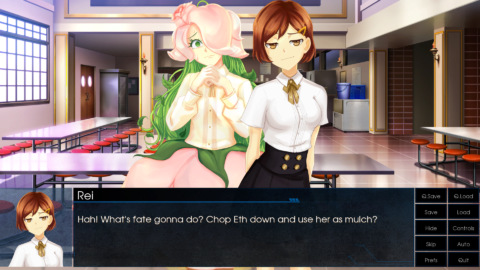 Rei
Hah! What's fate gonna do? Chop Eth down and use her as mulch?
Q.Save
Q.Load
Save
Load
Hide
Controls
Skip
Auto
Prefs
Quit